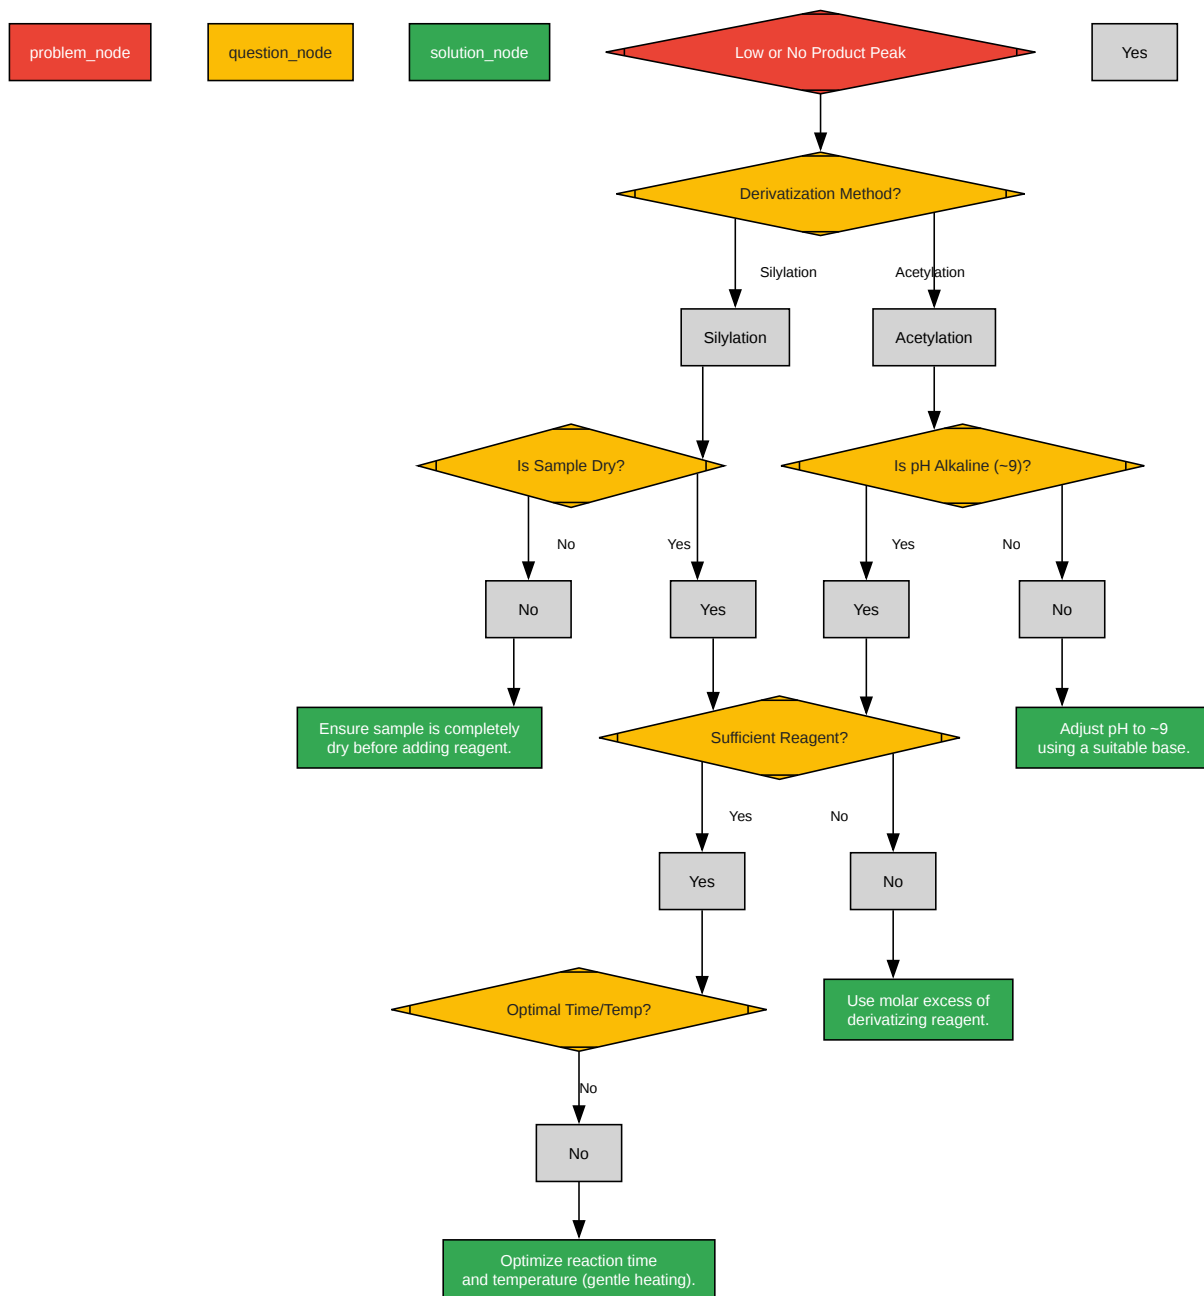 problem_node
question_node
solution_node
Low or No Product Peak
Yes
Derivatization Method?
Silylation
Acetylation
Silylation
Acetylation
Is Sample Dry?
Is pH Alkaline (~9)?
No
Yes
Yes
No
No
Yes
Yes
No
Ensure sample is completely
dry before adding reagent.
Sufficient Reagent?
Adjust pH to ~9
using a suitable base.
Yes
No
Yes
No
Optimal Time/Temp?
Use molar excess of
derivatizing reagent.
No
No
Optimize reaction time
and temperature (gentle heating).